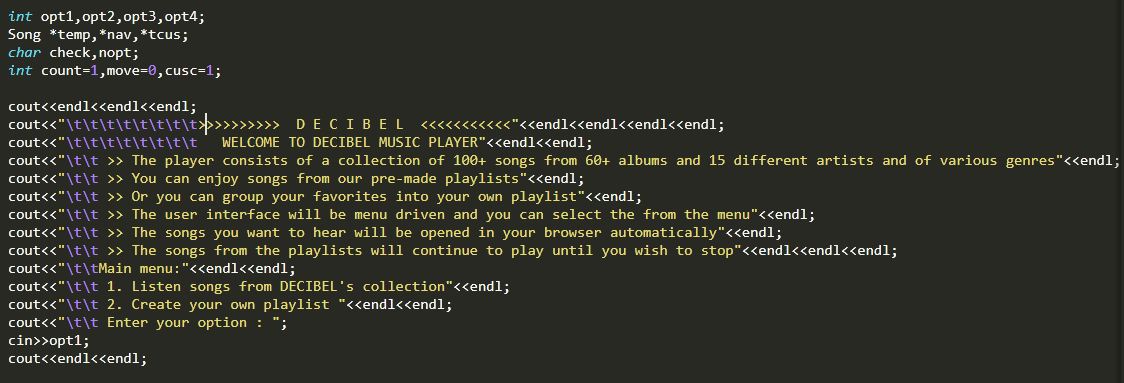 int opt1,opt2,opt3,opt4;
Song *temp,*nav,*tcus;
char check,nopt;
int count=1,move=0,cusc=1;

cout<<endl<<endl<<endl;
cout<<"\t\t\t\t\t\t\t\t>>>>>>>>>>  D E C I B E L  <<<<<<<<<<<"<<endl<<endl<<endl<<endl;
cout<<"\t\t\t\t\t\t\t\t   WELCOME TO DECIBEL MUSIC PLAYER"<<endl<<endl;
cout<<"\t\t >> The player consists of a collection of 100+ songs from 60+ albums and 15 different artists and of various genres"<<endl;
cout<<"\t\t >> You can enjoy songs from our pre-made playlists"<<endl;
cout<<"\t\t >> Or you can group your favorites into your own playlist"<<endl;
cout<<"\t\t >> The user interface will be menu driven and you can select the from the menu"<<endl;
cout<<"\t\t >> The songs you want to hear will be opened in your browser automatically"<<endl;
cout<<"\t\t >> The songs from the playlists will continue to play until you wish to stop"<<endl<<endl<<endl;
cout<<"\t\tMain menu:"<<endl<<endl;
cout<<"\t\t 1. Listen songs from DECIBEL's collection"<<endl;
cout<<"\t\t 2. Create your own playlist "<<endl<<endl;
cout<<"\t\t Enter your option : ";
cin>>opt1;
cout<<endl<<endl;